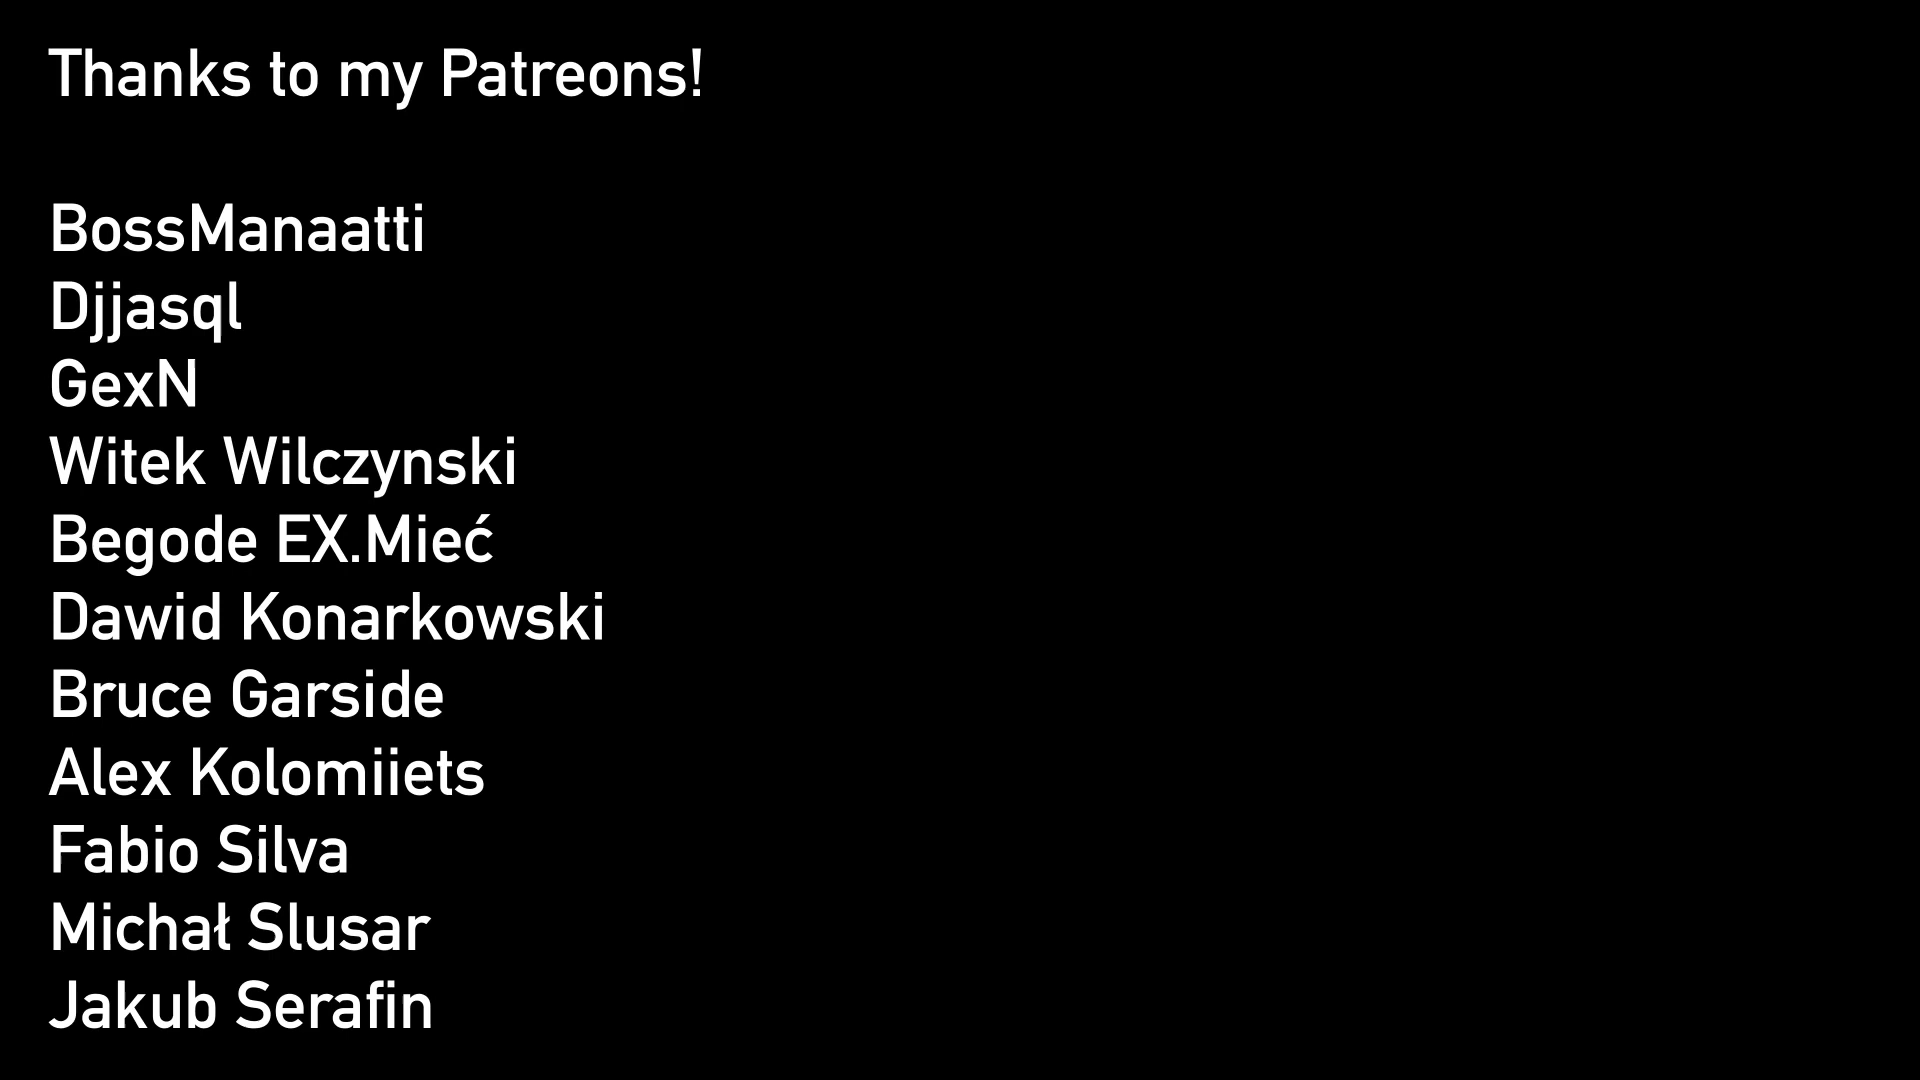 Thanks to my Patreons!
BossManaatti
Djjasql
GexN
Witek Wilczynski
Begode EX.Mieć
Dawid Konarkowski
Bruce Garside
Alex Kolomiiets
Fabio Silva
Michał Slusar
Jakub Serafin